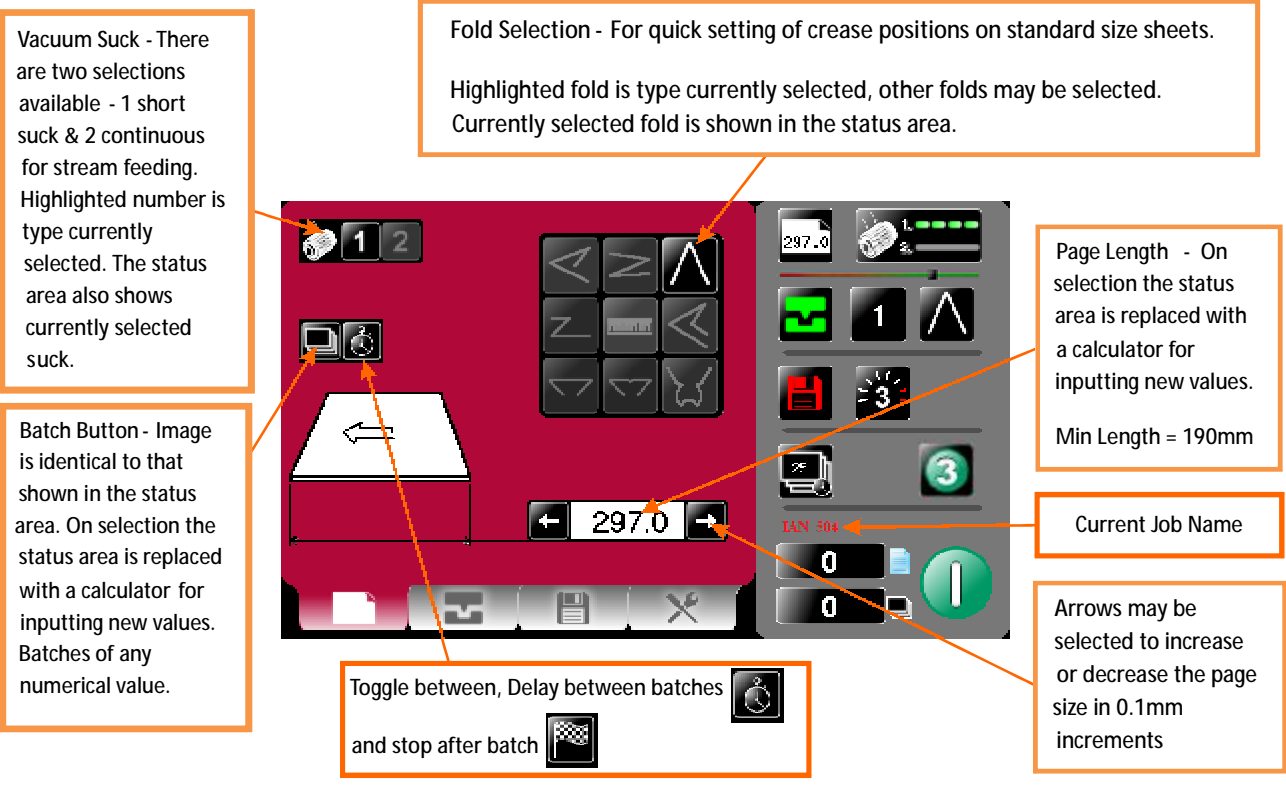 Vacuum Suck - There
are two selections
available - 1 short
suck & 2 continuous
for stream feeding.
Highlighted number is
type currently
selected. The status
area also shows
currently selected
suck.
Fold Selection - For quick setting of crease positions on standard size sheets.
Highlighted fold is type currently selected, other folds may be selected.
Currently selected fold is shown in the status area.
Batch Button - Image
is identical to that
shown in the status
area. On selection the
status area is replaced
with a calculator for
inputting new values.
Batches of any
numerical value.
1 2
297.0
297.0
1.
2.
1
3
3
IAN 504
0
0
Page Length - On
selection the status
area is replaced with
a calculator for
inputting new values.
Min Length = 190mm
Current Job Name
Arrows may be
selected to increase
or decrease the page
size in 0.1mm
increments
Toggle between, Delay between batches
and stop after batch